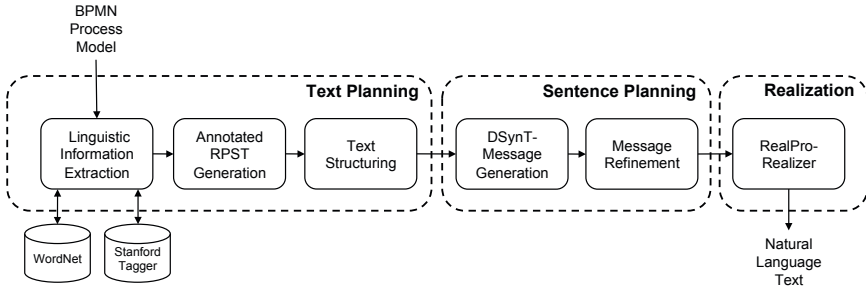 BPMN
Process
Model
Text Planning
Sentence Planning
Realization
Linguistic
Information
Extraction
Annotated
RPST
Generation
Text
Structuring
DSynT-
Message
Generation
Message
Refinement
RealPro-
Realizer
WordNet
Stanford
Tagger
Natural
Language
Text